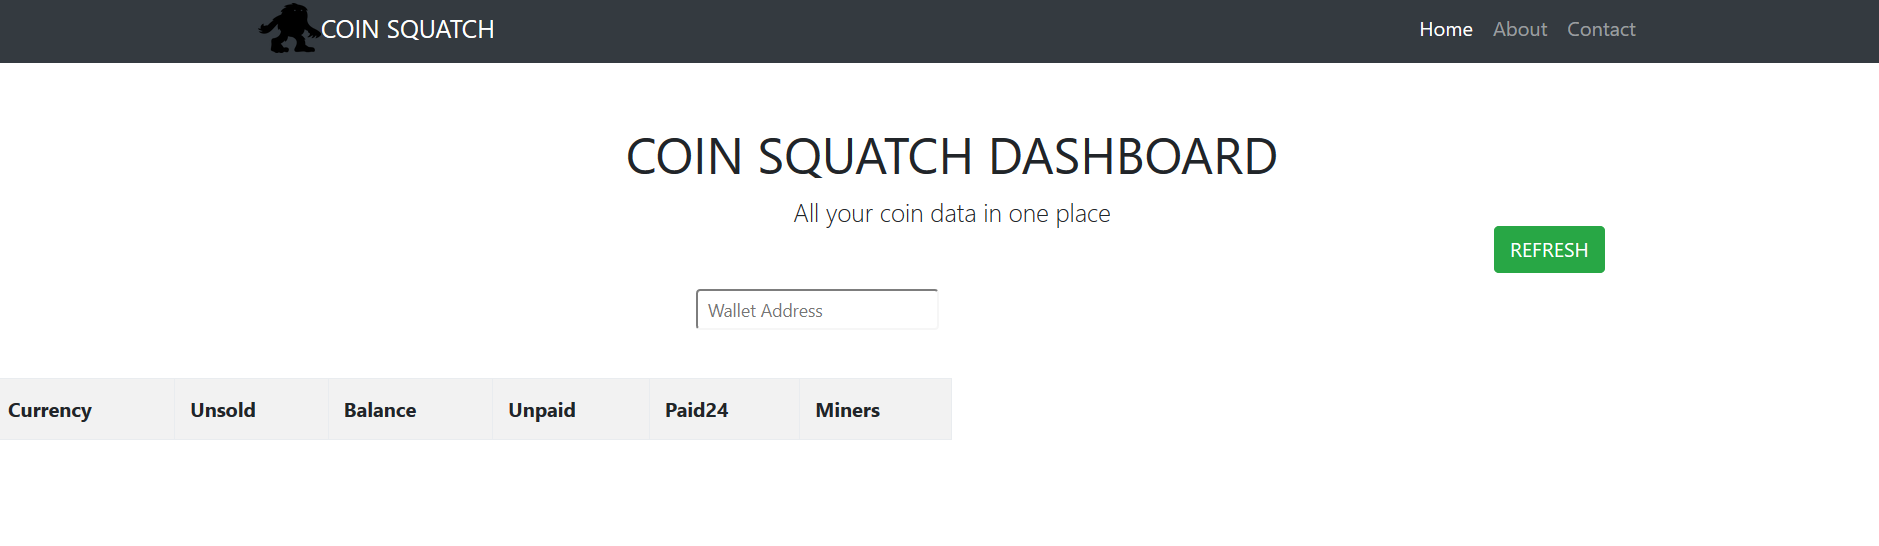 COIN SQUATCH Home About Contact
COIN SQUATCH DASHBOARD
All your coin data in one place
REFRESH
Wallet Address
Currency Unsold Balance Unpaid Paid24 Miners